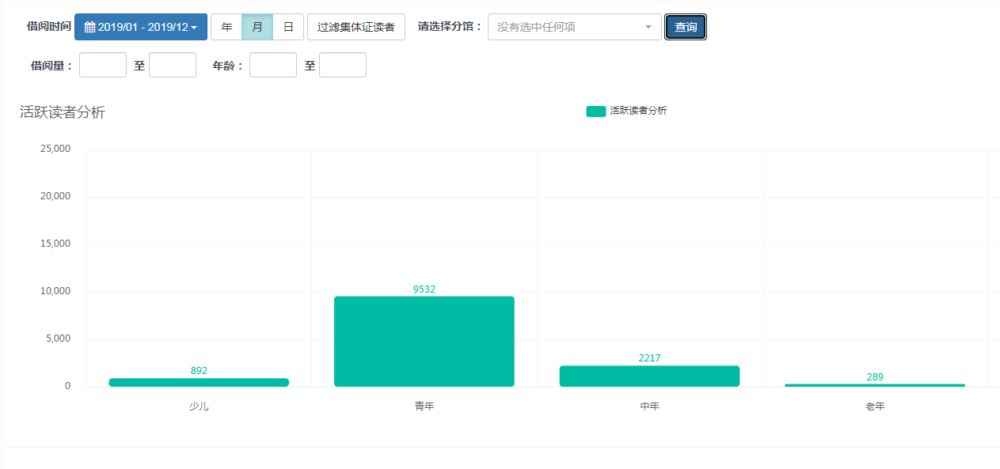 借阅时间 2019/01 - 2019/12 年 月 日 过滤集体证读者 请选择分馆： 没有选中任何项 查询
借阅量： 至 年龄： 至
活跃读者分析 活跃读者分析
25,000
20,000
15,000
10,000
5,000
0
892 9532 2217 289
少儿 青年 中年 老年